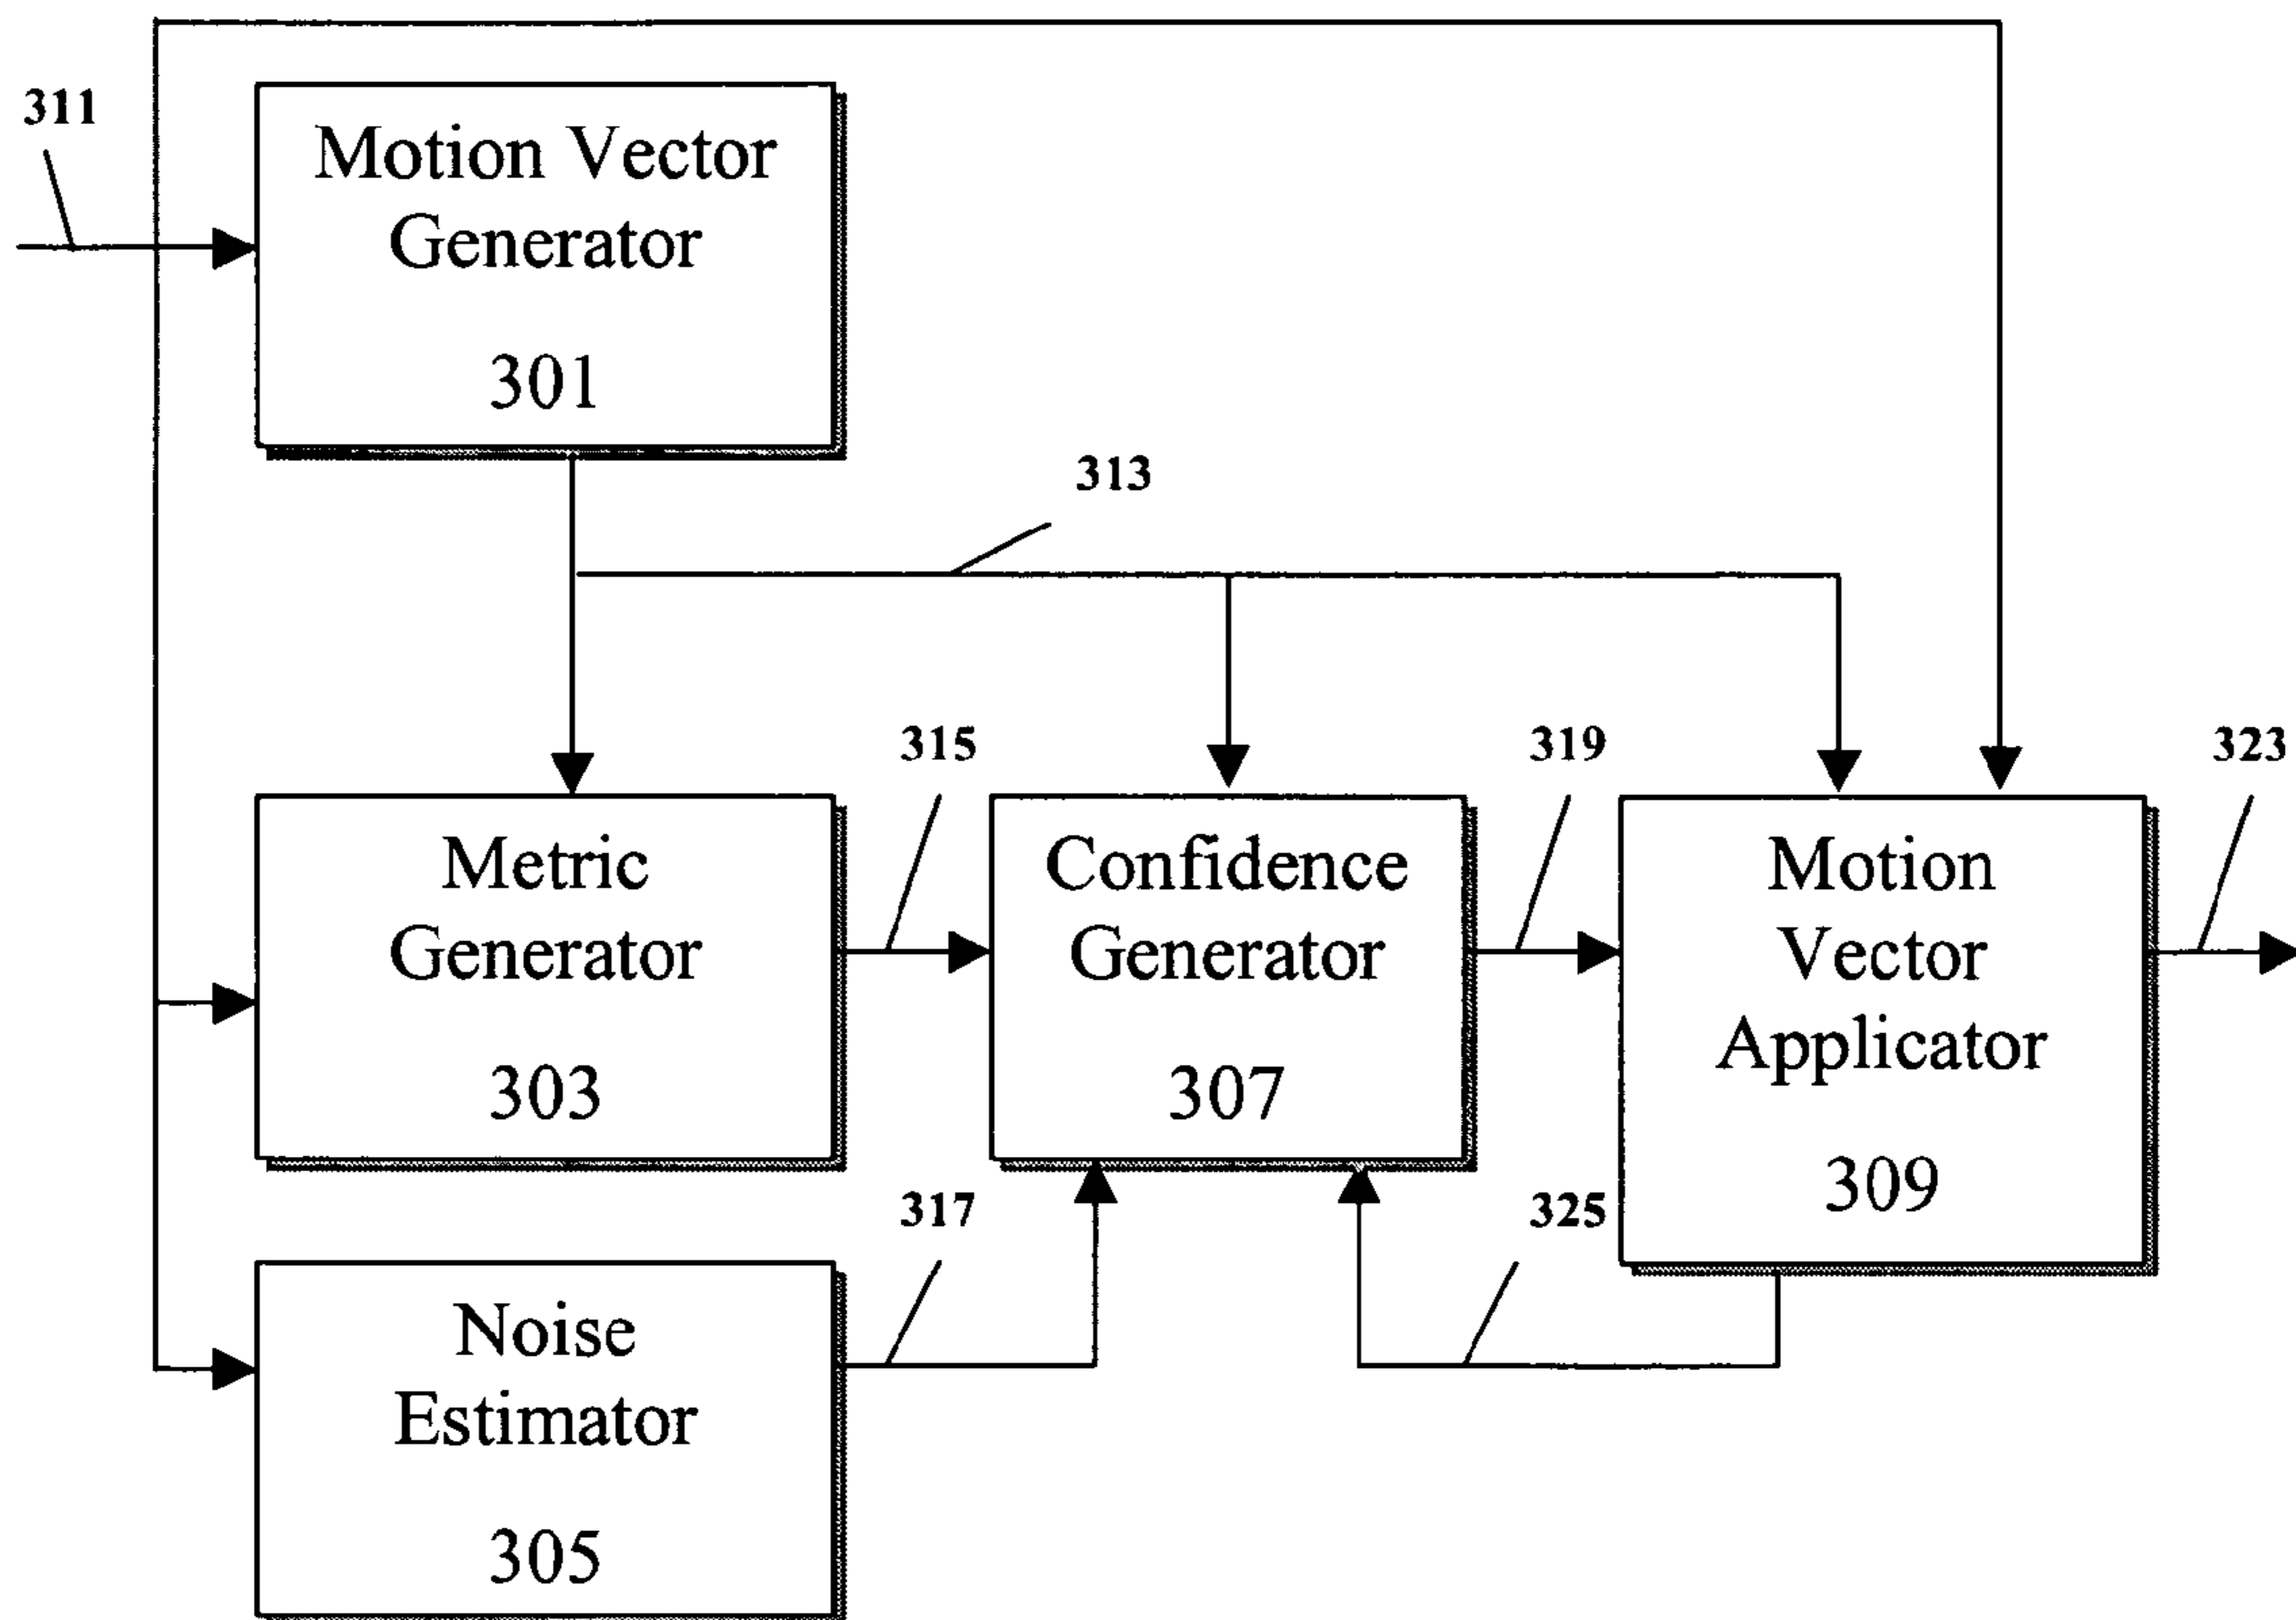 311
Motion Vector
Generator
301
313
315
319
323
Metric
Generator
303
Confidence
Generator
307
Motion
Vector
Applicator
309
317
325
Noise
Estimator
305